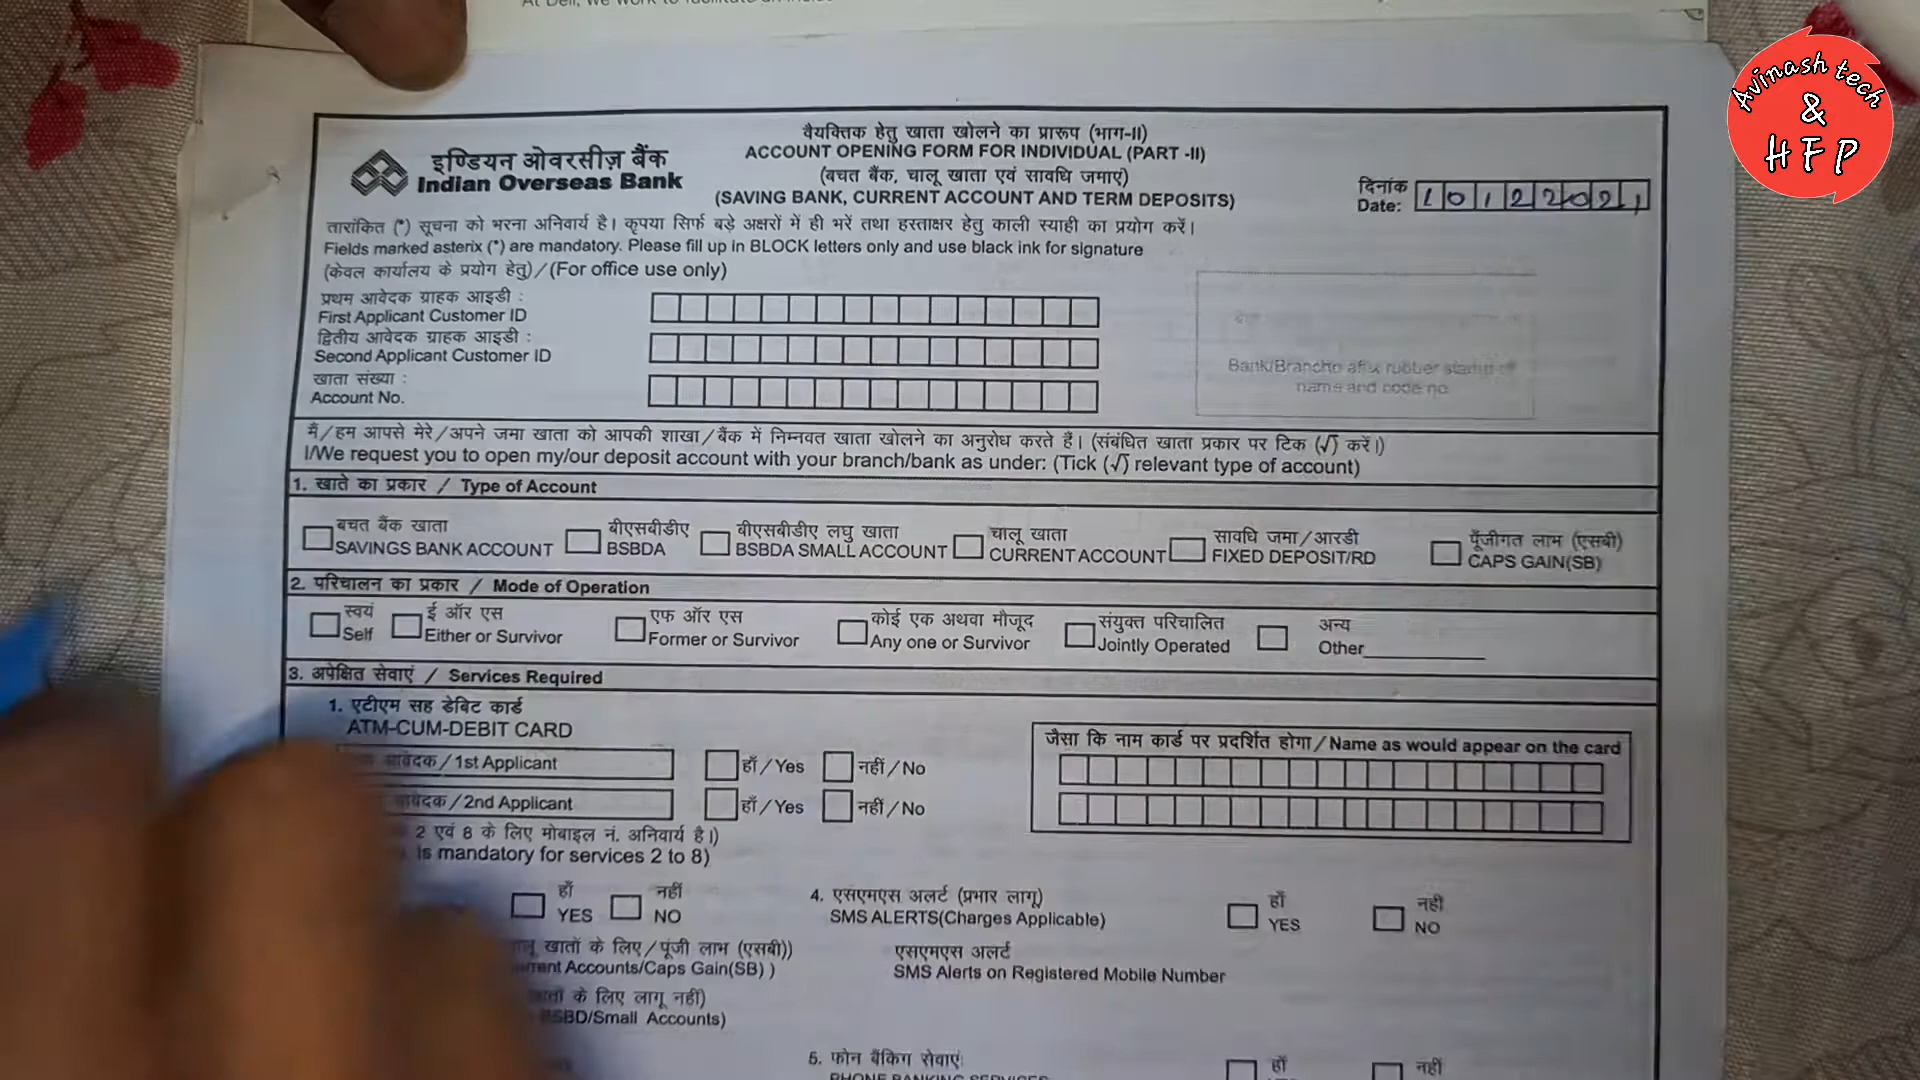 At Dell, we work to facilitate an
Avinash tech
&
H F P
वैयक्तिक हेतु खाता खोलने का प्रारूप (भाग-II)
ACCOUNT OPENING FORM FOR INDIVIDUAL (PART -II)
(बचत बैंक, चालू खाता एवं सावधि जमाएं)
(SAVING BANK, CURRENT ACCOUNT AND TERM DEPOSITS)
इण्डियन ओवरसीज़ बैंक
Indian Overseas Bank
दिनांक
Date: 10122021
तारांकित (*) सूचना को भरना अनिवार्य है। कृपया सिर्फ बड़े अक्षरों में ही भरें तथा हस्ताक्षर हेतु काली स्याही का प्रयोग करें।
Fields marked asterix (*) are mandatory. Please fill up in BLOCK letters only and use black ink for signature
(केवल कार्यालय के प्रयोग हेतु)/(For office use only)
प्रथम आवेदक ग्राहक आइडी :
First Applicant Customer ID
द्वितीय आवेदक ग्राहक आइडी :
Second Applicant Customer ID
खाता संख्या :
Account No.
Bank/Branch afix rubber stamp of
name and code no
मैं/हम आपसे मेरे/अपने जमा खाता को आपकी शाखा/बैंक में निम्नवत खाता खोलने का अनुरोध करते हैं। (संबंधित खाता प्रकार पर टिक (√) करें।)
I/We request you to open my/our deposit account with your branch/bank as under: (Tick (√) relevant type of account)
1. खाते का प्रकार / Type of Account
बचत बैंक खाता
SAVINGS BANK ACCOUNT
बीएसबीडीए
BSBDA
बीएसबीडीए लघु खाता
BSBDA SMALL ACCOUNT
चालू खाता
CURRENT ACCOUNT
सावधि जमा/आरडी
FIXED DEPOSIT/RD
पूँजीगत लाभ (एसबी)
CAPS GAIN(SB)
2. परिचालन का प्रकार / Mode of Operation
स्वयं
Self
ई ऑर एस
Either or Survivor
एफ ऑर एस
Former or Survivor
कोई एक अथवा मौजूद
Any one or Survivor
संयुक्त परिचालित
Jointly Operated
अन्य
Other
3. अपेक्षित सेवाएं / Services Required
1. एटीएम सह डेबिट कार्ड
ATM-CUM-DEBIT CARD
आवेदक/1st Applicant
हाँ/Yes नहीं/No
आवेदक/2nd Applicant
हाँ/Yes नहीं/No
जैसा कि नाम कार्ड पर प्रदर्शित होगा/Name as would appear on the card
2 एवं 8 के लिए मोबाइल नं. अनिवार्य है।)
is mandatory for services 2 to 8)
हाँ नहीं
YES NO
4. एसएमएस अलर्ट (प्रभार लागू)
SMS ALERTS(Charges Applicable)
हाँ नहीं
YES NO
खातों के लिए/पूंजी लाभ (एसबी))
Accounts/Caps Gain(SB) )
एसएमएस अलर्ट
SMS Alerts on Registered Mobile Number
के लिए लागू नहीं)
BSBD/Small Accounts)
5. फोन बैंकिंग सेवाएं
PHONE BANKING SERVICES
हाँ नहीं